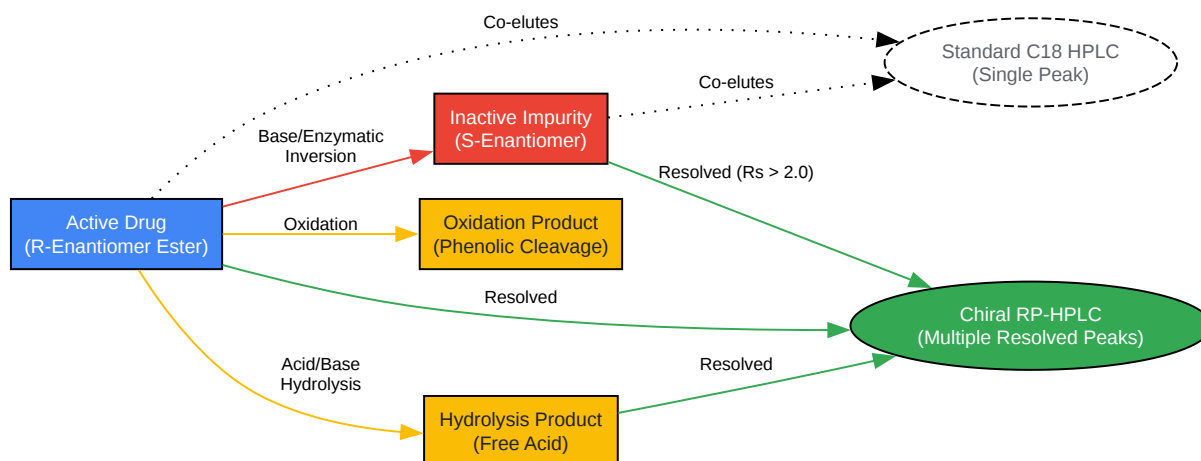 Co-elutes
Standard C18 HPLC
(Single Peak)
Co-elutes
Inactive Impurity
(S-Enantiomer)
Base/Enzymatic
Inversion
Resolved (Rs > 2.0)
Active Drug
(R-Enantiomer Ester)
Oxidation
Oxidation Product
(Phenolic Cleavage)
Resolved
Chiral RP-HPLC
(Multiple Resolved Peaks)
Acid/Base
Hydrolysis
Resolved
Hydrolysis Product
(Free Acid)